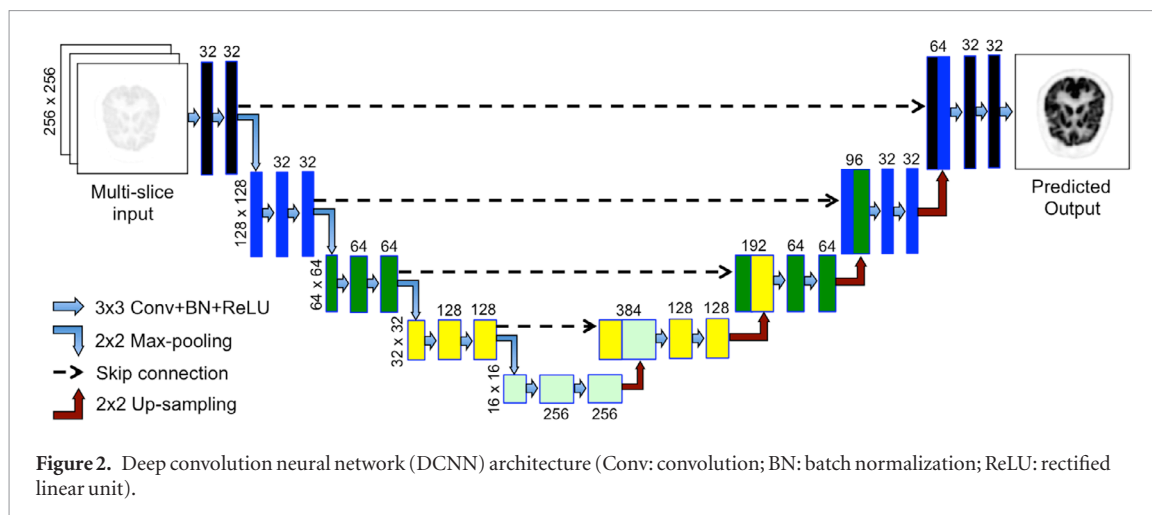 32 32
256 x 256
Multi-slice
input
32 32
128 x 128
64 64
64 x 64
128 128
32 x 32
16 x 16
256 256
384
128 128
192
64 64
96
32 32
64 32 32
Predicted
Output
3x3 Conv+BN+ReLU
2x2 Max-pooling
Skip connection
2x2 Up-sampling
Figure 2. Deep convolution neural network (DCNN) architecture (Conv: convolution; BN: batch normalization; ReLU: rectified
linear unit).